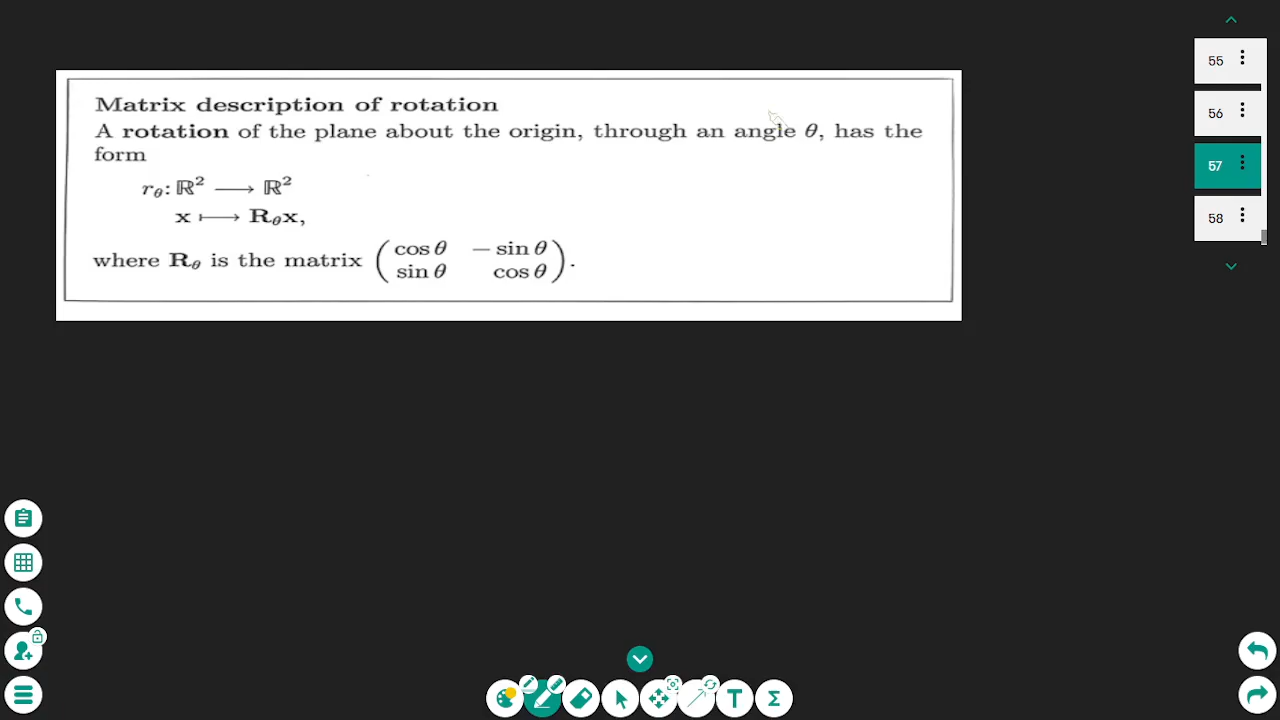 Matrix description of rotation
A rotation of the plane about the origin, through an angle θ, has the
form
r_θ: ℝ² ⟶ ℝ²
x ⟼ R_θx,
where R_θ is the matrix ( cos θ  − sin θ
sin θ  cos θ ).
55
56
57
58
T
Σ